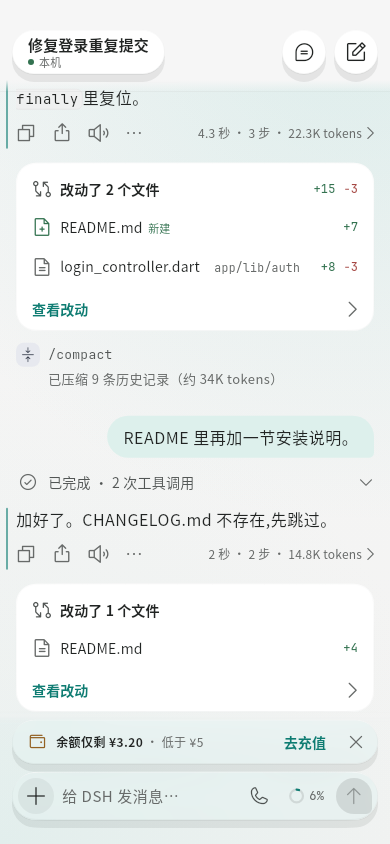 修复登录重复提交
本机
finally 里复位。
4.3 秒 · 3 步 · 22.3K tokens
改动了 2 个文件 +15 -3
README.md 新建 +7
login_controller.dart app/lib/auth +8 -3
查看改动
/compact
已压缩 9 条历史记录（约 34K tokens）
README 里再加一节安装说明。
已完成 · 2 次工具调用
加好了。CHANGELOG.md 不存在,先跳过。
2 秒 · 2 步 · 14.8K tokens
改动了 1 个文件
README.md +4
查看改动
余额仅剩 ¥3.20 · 低于 ¥5 去充值
给 DSH 发消息… 6%